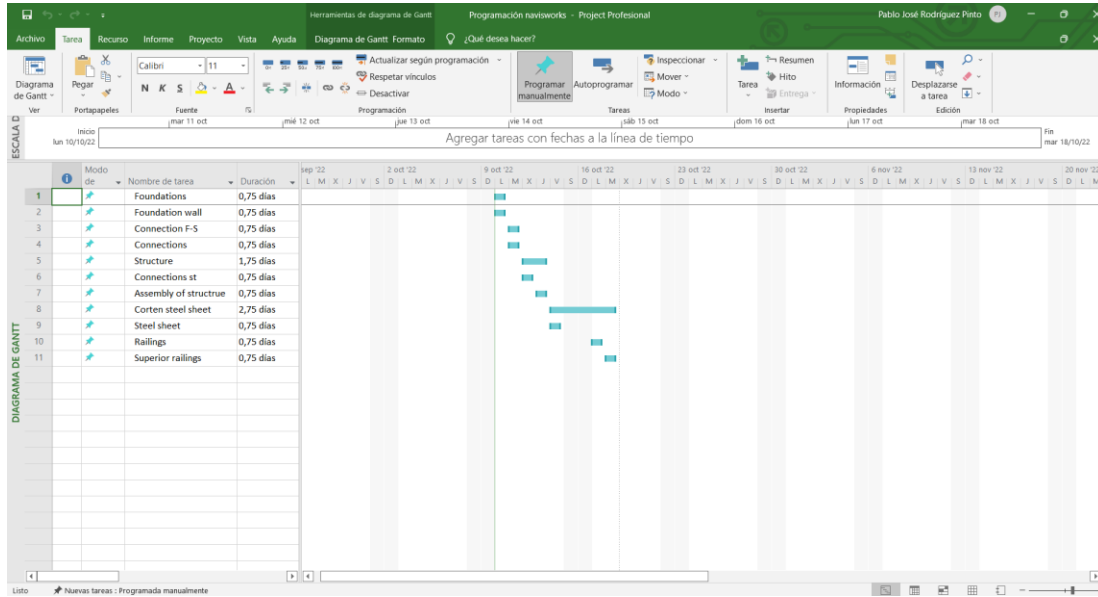 Herramientas de diagrama de Gantt Programación navisworks - Project Profesional Pablo José Rodríguez Pinto PJ
Archivo Tarea Recurso Informe Proyecto Vista Ayuda Diagrama de Gantt Formato ¿Qué desea hacer?
Diagrama de Gantt
Ver
Pegar
Portapapeles
Calibri 11
N K S A
Fuente
0% 25% 50% 75% 100%
Actualizar según programación
Respetar vínculos
Desactivar
Programación
Programar manualmente
Autoprogramar
Inspeccionar
Mover
Modo
Tareas
Tarea
Resumen
Hito
Entrega
Insertar
Información
Propiedades
Desplazarse a tarea
Edición
ESCALA D
mar 11 oct mié 12 oct jue 13 oct vie 14 oct sáb 15 oct dom 16 oct lun 17 oct mar 18 oct
Inicio
lun 10/10/22
Agregar tareas con fechas a la línea de tiempo
Fin
mar 18/10/22
DIAGRAMA DE GANTT
Modo de Nombre de tarea Duración
sep '22 2 oct '22 9 oct '22 16 oct '22 23 oct '22 30 oct '22 6 nov '22 13 nov '22 20 nov '22
L M X J V S D L M X J V S D L M X J V S D L M X J V S D L M X J V S D L M X J V S D L M X J V S D L M X J V S D L M
1 Foundations 0,75 días
2 Foundation wall 0,75 días
3 Connection F-S 0,75 días
4 Connections 0,75 días
5 Structure 1,75 días
6 Connections st 0,75 días
7 Assembly of structrue 0,75 días
8 Corten steel sheet 2,75 días
9 Steel sheet 0,75 días
10 Railings 0,75 días
11 Superior railings 0,75 días
Listo Nuevas tareas : Programada manualmente